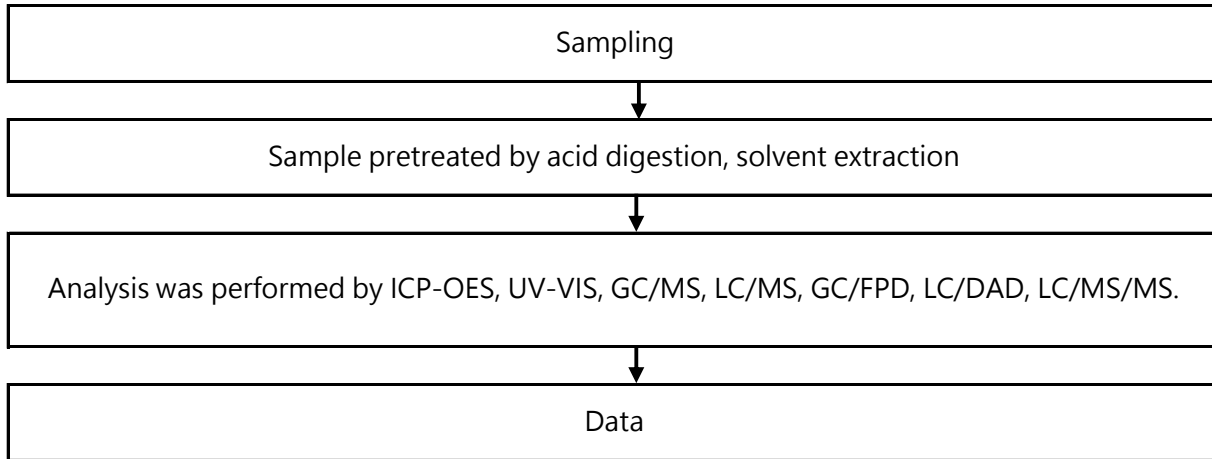 Sampling
Sample pretreated by acid digestion, solvent extraction
Analysis was performed by ICP-OES, UV-VIS, GC/MS, LC/MS, GC/FPD, LC/DAD, LC/MS/MS.
Data